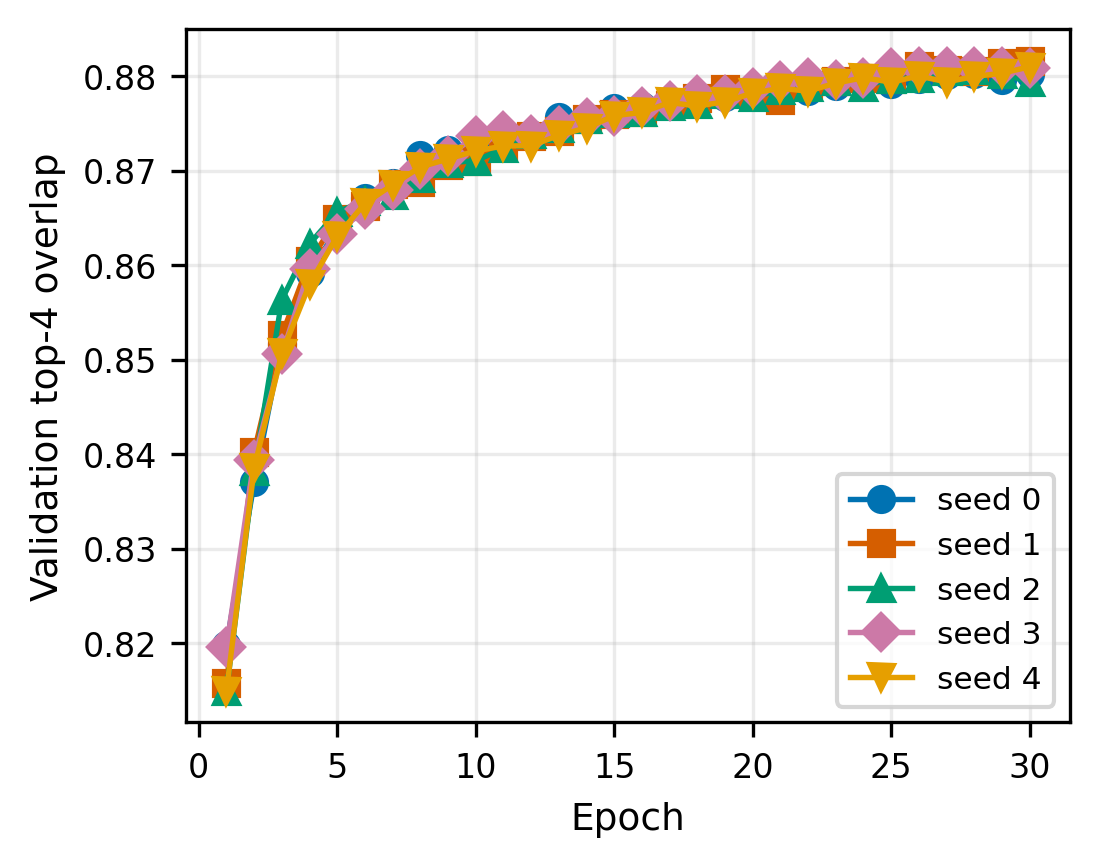 Validation top-4 overlap
0.88
0.87
0.86
0.85
0.84
0.83
0.82
seed 0
seed 1
seed 2
seed 3
seed 4
0 5 10 15 20 25 30
Epoch